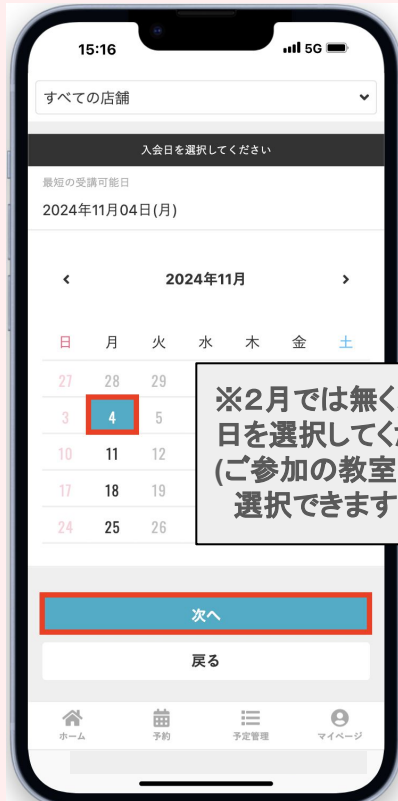 15:16
5G
すべての店舗
入会日を選択してください
最短の受講可能日
2024年11月04日(月)
< 2024年11月 >
日 月 火 水 木 金 土
27 28 29
3 4 5
10 11 12
17 18 19
24 25 26
※2月では無く
日を選択してく
(ご参加の教室
選択できます
次へ
戻る
ホーム 予約 予定管理 マイページ